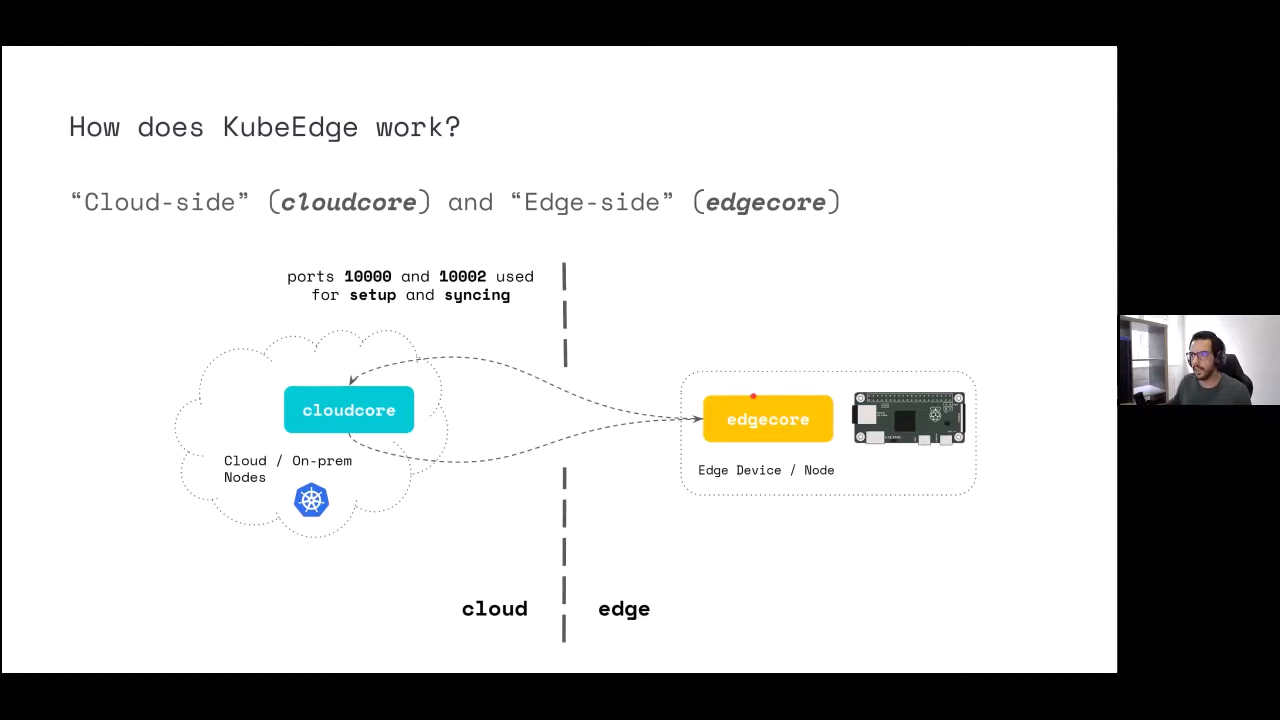 How does KubeEdge work?
“Cloud-side” (cloudcore) and “Edge-side” (edgecore)
ports 10000 and 10002 used
for setup and syncing
cloudcore
edgecore
Cloud / On-prem
Nodes
Edge Device / Node
cloud
edge